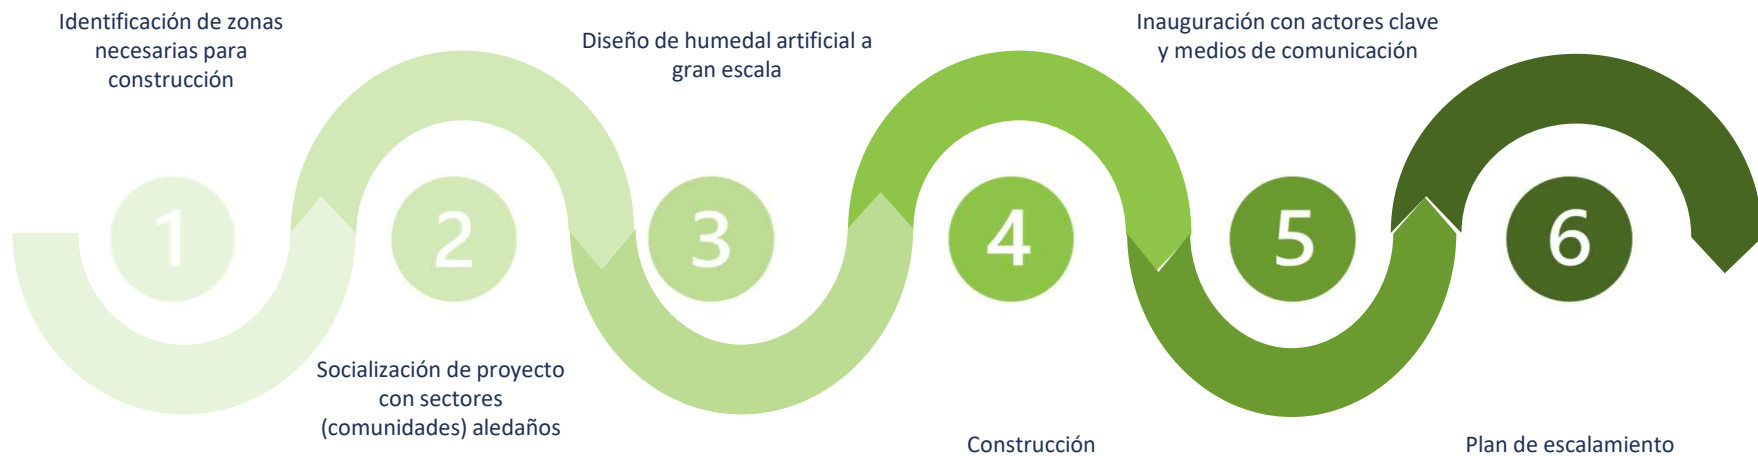 Identificación de zonas
necesarias para
construcción
1
Socialización de proyecto
con sectores
(comunidades) aledaños
2
Diseño de humedal artificial a
gran escala
3
Construcción
4
Inauguración con actores clave
y medios de comunicación
5
Plan de escalamiento
6